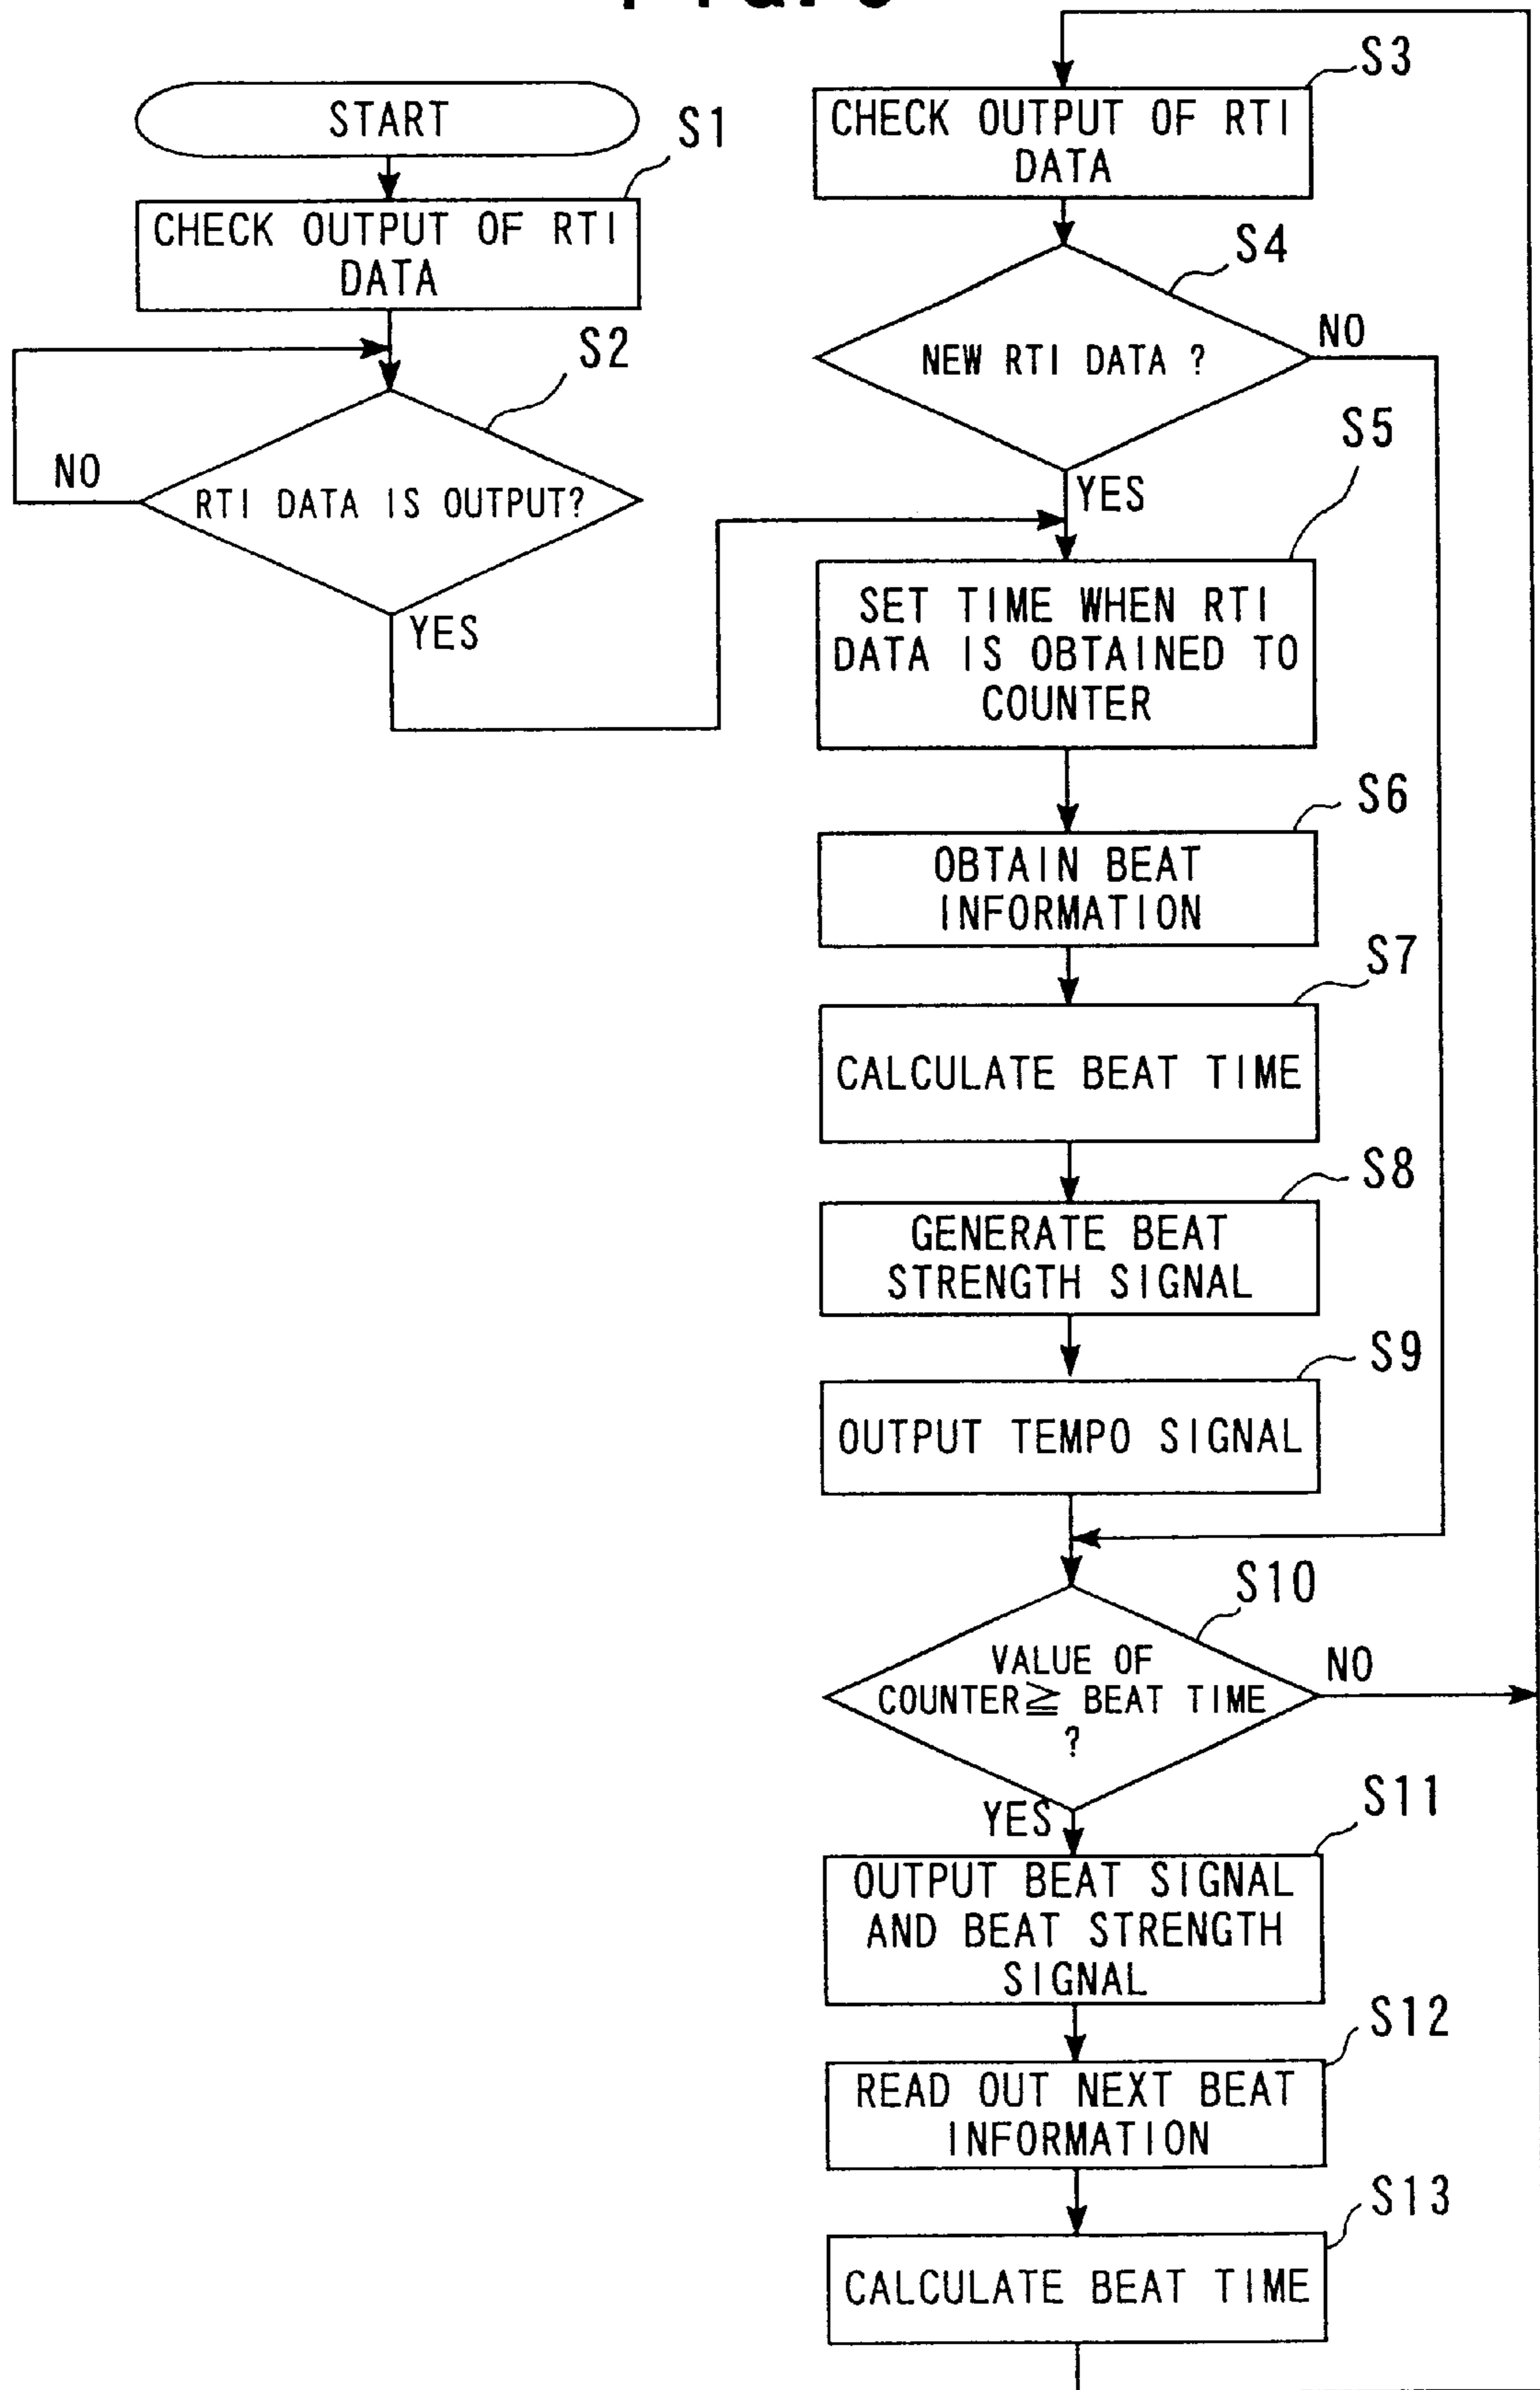 START
S1
CHECK OUTPUT OF RTI
DATA
S2
NO
RTI DATA IS OUTPUT?
YES
S3
CHECK OUTPUT OF RTI
DATA
S4
NEW RTI DATA ?
NO
YES
S5
SET TIME WHEN RTI
DATA IS OBTAINED TO
COUNTER
S6
OBTAIN BEAT
INFORMATION
S7
CALCULATE BEAT TIME
S8
GENERATE BEAT
STRENGTH SIGNAL
S9
OUTPUT TEMPO SIGNAL
S10
VALUE OF
COUNTER≧ BEAT TIME
?
NO
YES
S11
OUTPUT BEAT SIGNAL
AND BEAT STRENGTH
SIGNAL
S12
READ OUT NEXT BEAT
INFORMATION
S13
CALCULATE BEAT TIME